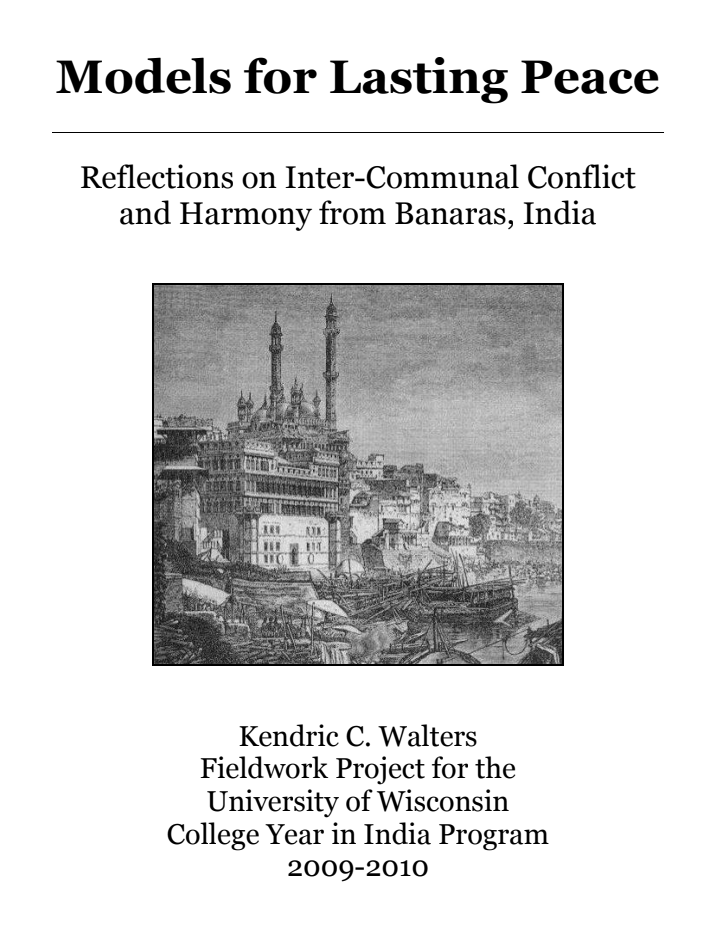 Models for Lasting Peace
Reflections on Inter-Communal Conflict
and Harmony from Banaras, India
Kendric C. Walters
Fieldwork Project for the
University of Wisconsin
College Year in India Program
2009-2010